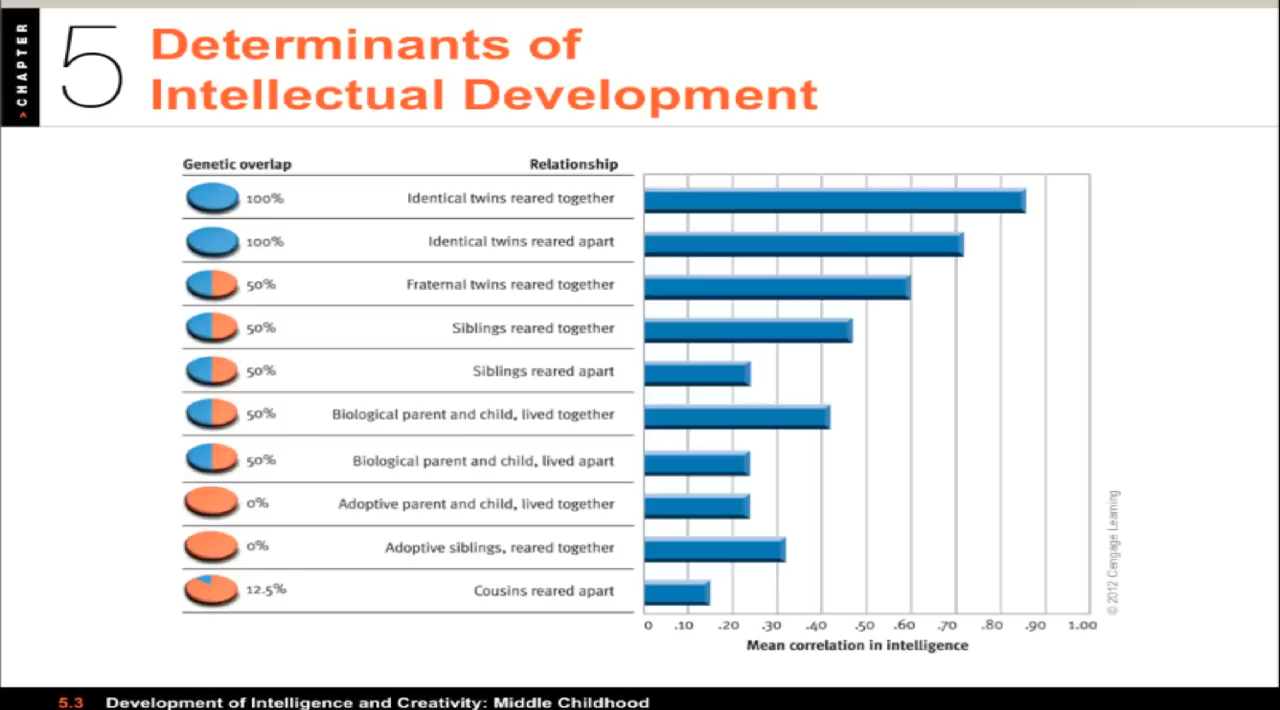 > CHAPTER
5
Determinants of
Intellectual Development
Genetic overlap Relationship
100% Identical twins reared together
100% Identical twins reared apart
50% Fraternal twins reared together
50% Siblings reared together
50% Siblings reared apart
50% Biological parent and child, lived together
50% Biological parent and child, lived apart
0% Adoptive parent and child, lived together
0% Adoptive siblings, reared together
12.5% Cousins reared apart
0 .10 .20 .30 .40 .50 .60 .70 .80 .90 1.00
Mean correlation in intelligence
© 2012 Cengage Learning
5.3 Development of Intelligence and Creativity: Middle Childhood